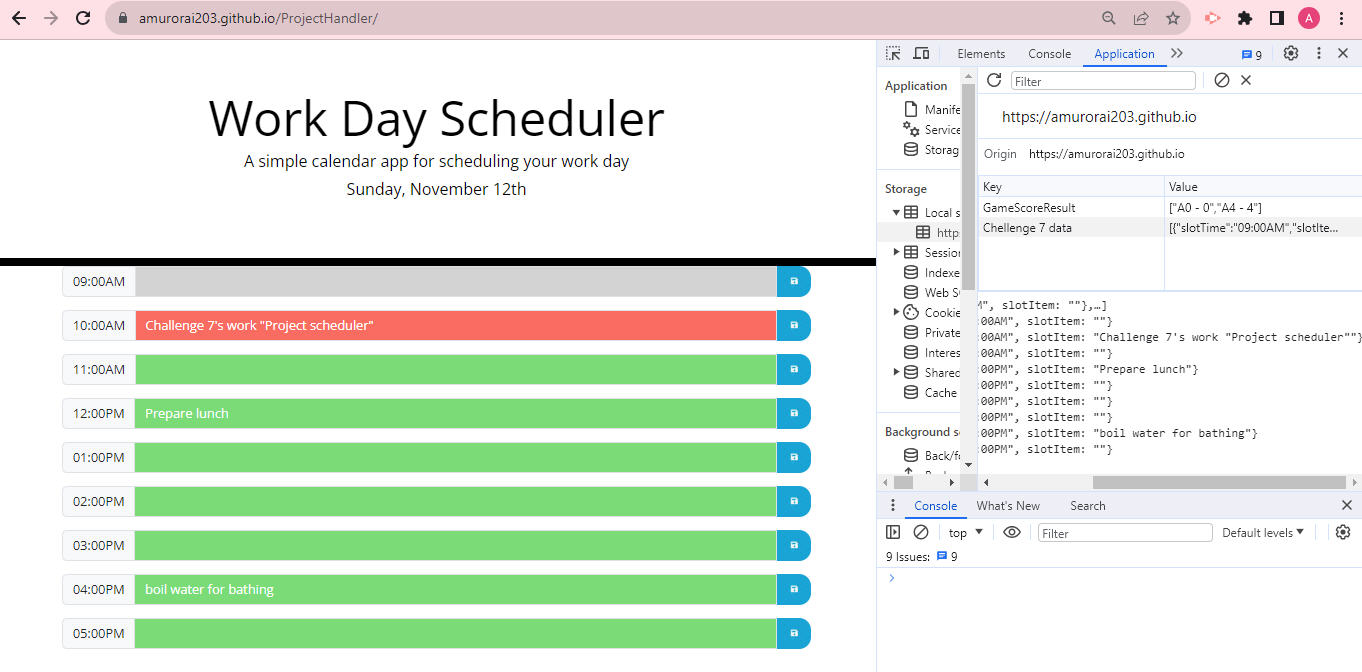 amurorai203.github.io/ProjectHandler/
A
Work Day Scheduler
A simple calendar app for scheduling your work day
Sunday, November 12th
09:00AM
10:00AM Challenge 7's work "Project scheduler"
11:00AM
12:00PM Prepare lunch
01:00PM
02:00PM
03:00PM
04:00PM boil water for bathing
05:00PM
Elements Console Application 9
Application
Manife
Service
Storag
Storage
Local s
http
Session
Indexe
Web S
Cookie
Private
Interes
Shared
Cache
Background se
Back/fo
Filter
https://amurorai203.github.io
Origin https://amurorai203.github.io
Key Value
GameScoreResult ["A0 - 0","A4 - 4"]
Chellenge 7 data [{"slotTime":"09:00AM","slotIte...
", slotItem: ""},…]
:00AM", slotItem: ""}
:00AM", slotItem: "Challenge 7's work "Project scheduler""}
:00AM", slotItem: ""}
:00PM", slotItem: "Prepare lunch"}
:00PM", slotItem: ""}
:00PM", slotItem: ""}
:00PM", slotItem: ""}
:00PM", slotItem: "boil water for bathing"}
:00PM", slotItem: ""}
Console What's New Search
top Filter Default levels
9 Issues: 9